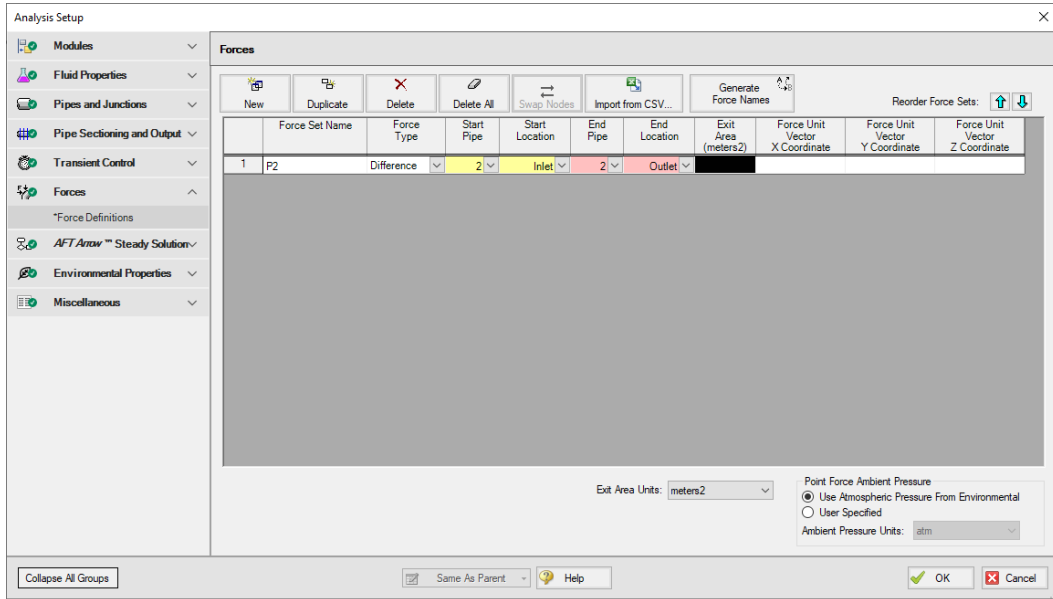 Analysis Setup
Modules
Fluid Properties
Pipes and Junctions
Pipe Sectioning and Output
Transient Control
Forces
*Force Definitions
AFT Arrow ™ Steady Solution
Environmental Properties
Miscellaneous
Forces
New
Duplicate
Delete
Delete All
Swap Nodes
Import from CSV...
Generate
Force Names
A
B
Reorder Force Sets:
Force Set Name
Force
Type
Start
Pipe
Start
Location
End
Pipe
End
Location
Exit
Area
(meters2)
Force Unit
Vector
X Coordinate
Force Unit
Vector
Y Coordinate
Force Unit
Vector
Z Coordinate
1 P2 Difference 2 Inlet 2 Outlet
Exit Area Units: meters2
Point Force Ambient Pressure
Use Atmospheric Pressure From Environmental
User Specified
Ambient Pressure Units: atm
Collapse All Groups
Same As Parent
Help
OK
Cancel